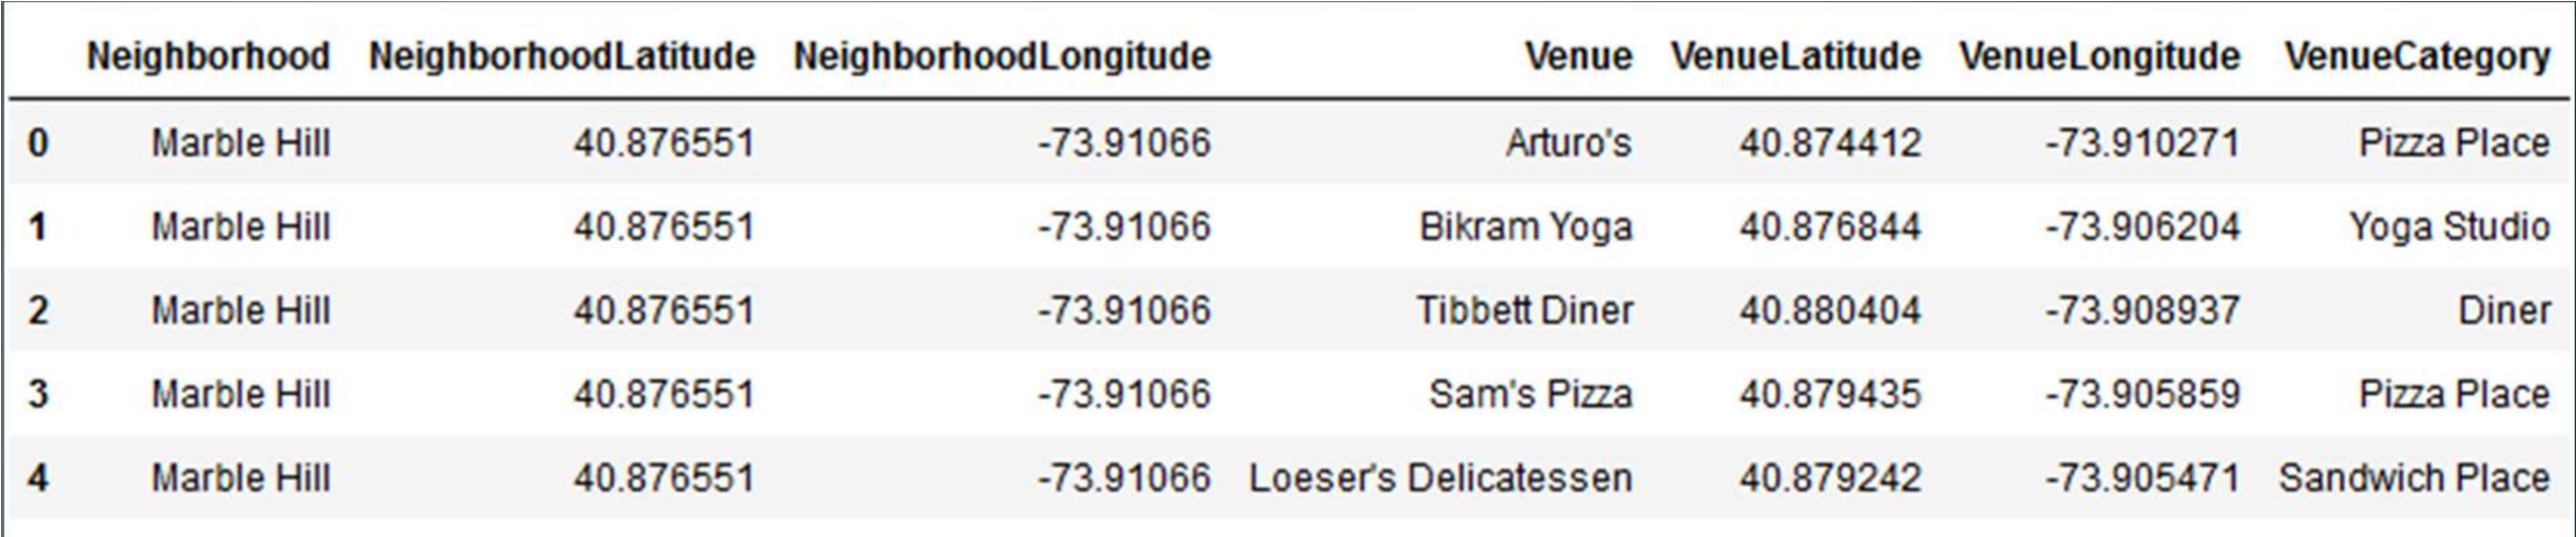 Neighborhood NeighborhoodLatitude NeighborhoodLongitude Venue VenueLatitude VenueLongitude VenueCategory
0 Marble Hill 40.876551 -73.91066 Arturo's 40.874412 -73.910271 Pizza Place
1 Marble Hill 40.876551 -73.91066 Bikram Yoga 40.876844 -73.906204 Yoga Studio
2 Marble Hill 40.876551 -73.91066 Tibbett Diner 40.880404 -73.908937 Diner
3 Marble Hill 40.876551 -73.91066 Sam's Pizza 40.879435 -73.905859 Pizza Place
4 Marble Hill 40.876551 -73.91066 Loeser's Delicatessen 40.879242 -73.905471 Sandwich Place